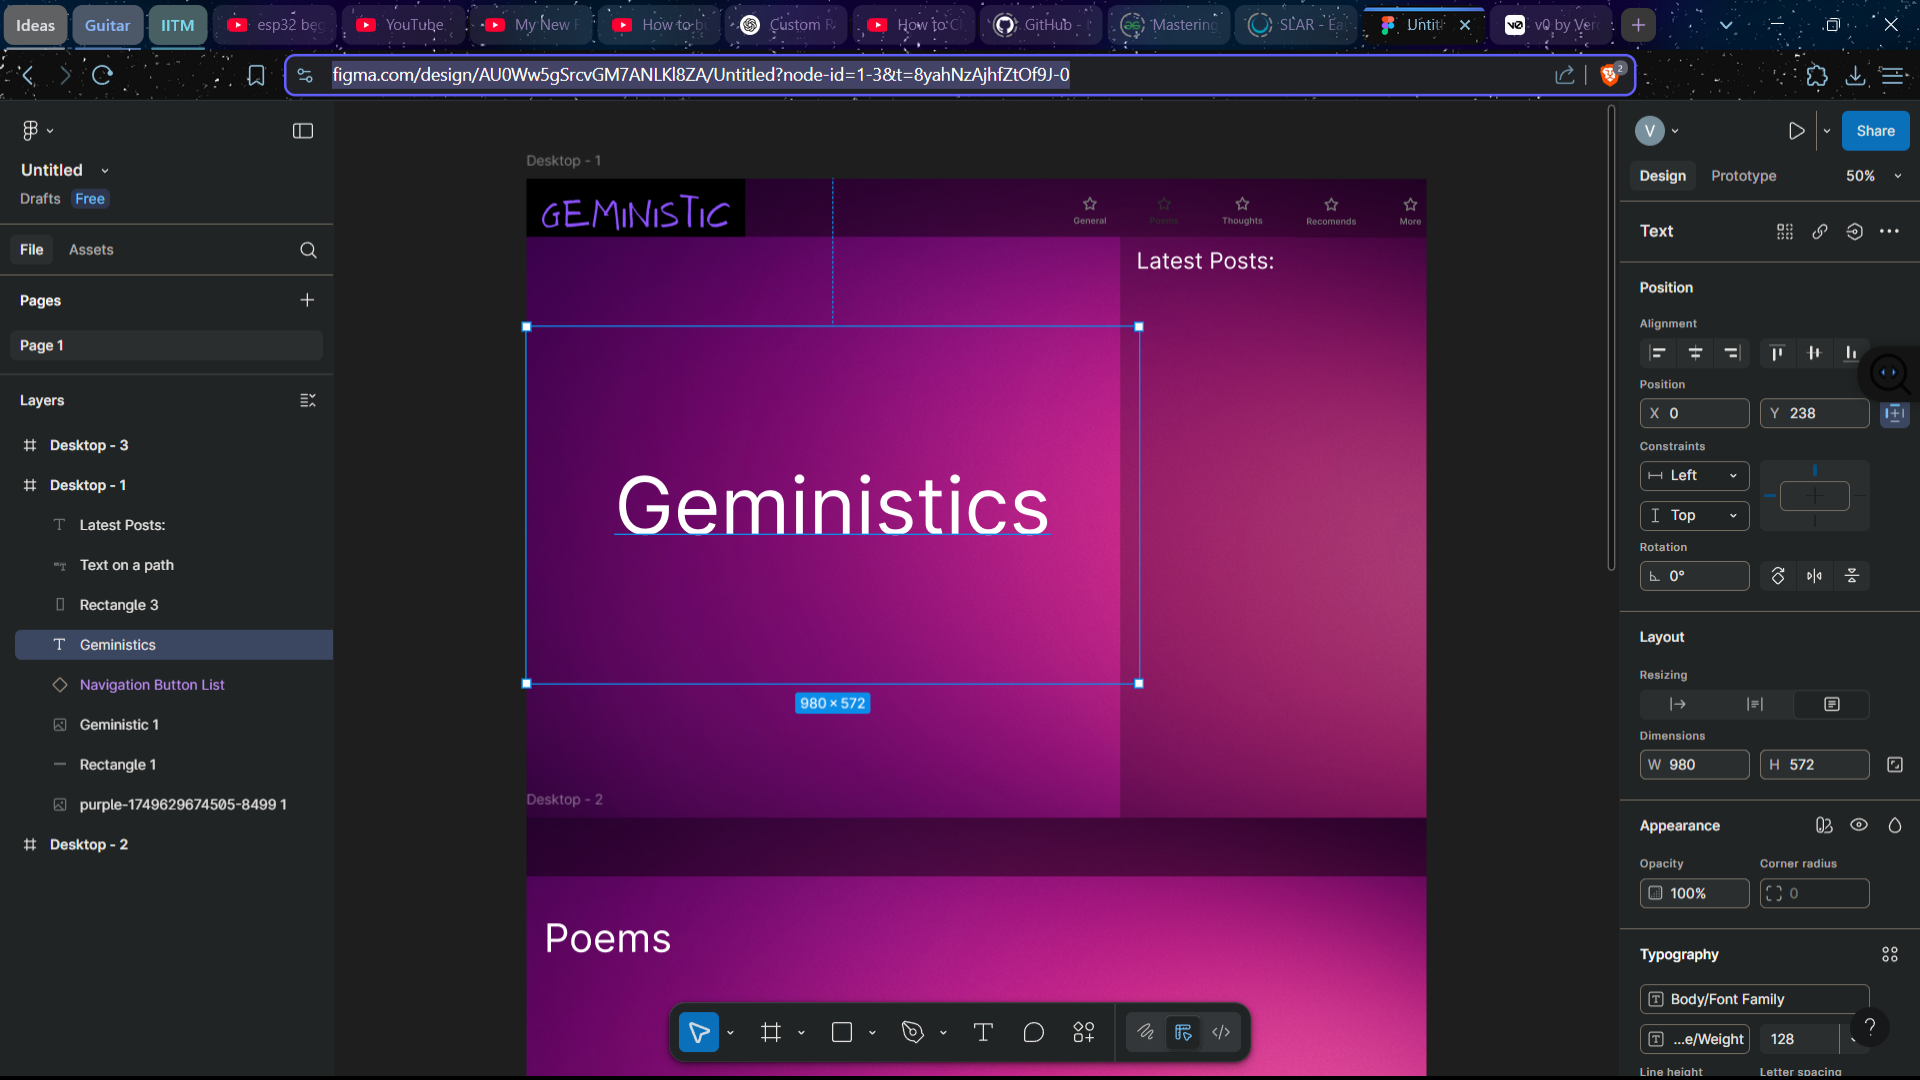 Ideas
Guitar
IITM
esp32 beg
YouTube
My New F
How to b
Custom R
How to C
GitHub -
Mastering
SLAR - Ea
Untit
v0 by Ver
figma.com/design/AU0Ww5gSrcvGM7ANLKl8ZA/Untitled?node-id=1-3&t=8yahNzAjhfZtOf9J-0
2
Untitled
Drafts
Free
File
Assets
Pages
Page 1
Layers
Desktop - 3
Desktop - 1
Latest Posts:
Text on a path
Rectangle 3
Geministics
Navigation Button List
Geministic 1
Rectangle 1
purple-1749629674505-8499 1
Desktop - 2
Desktop - 1
GEMINISTIC
General
Poems
Thoughts
Recomends
More
Latest Posts:
Geministics
980 × 572
Desktop - 2
Poems
V
Share
Design
Prototype
50%
Text
Position
Alignment
Position
X 0
Y 238
Constraints
Left
Top
Rotation
0°
Layout
Resizing
Dimensions
W 980
H 572
Appearance
Opacity
Corner radius
100%
0
Typography
Body/Font Family
...e/Weight
128
Line height
Letter spacing
?